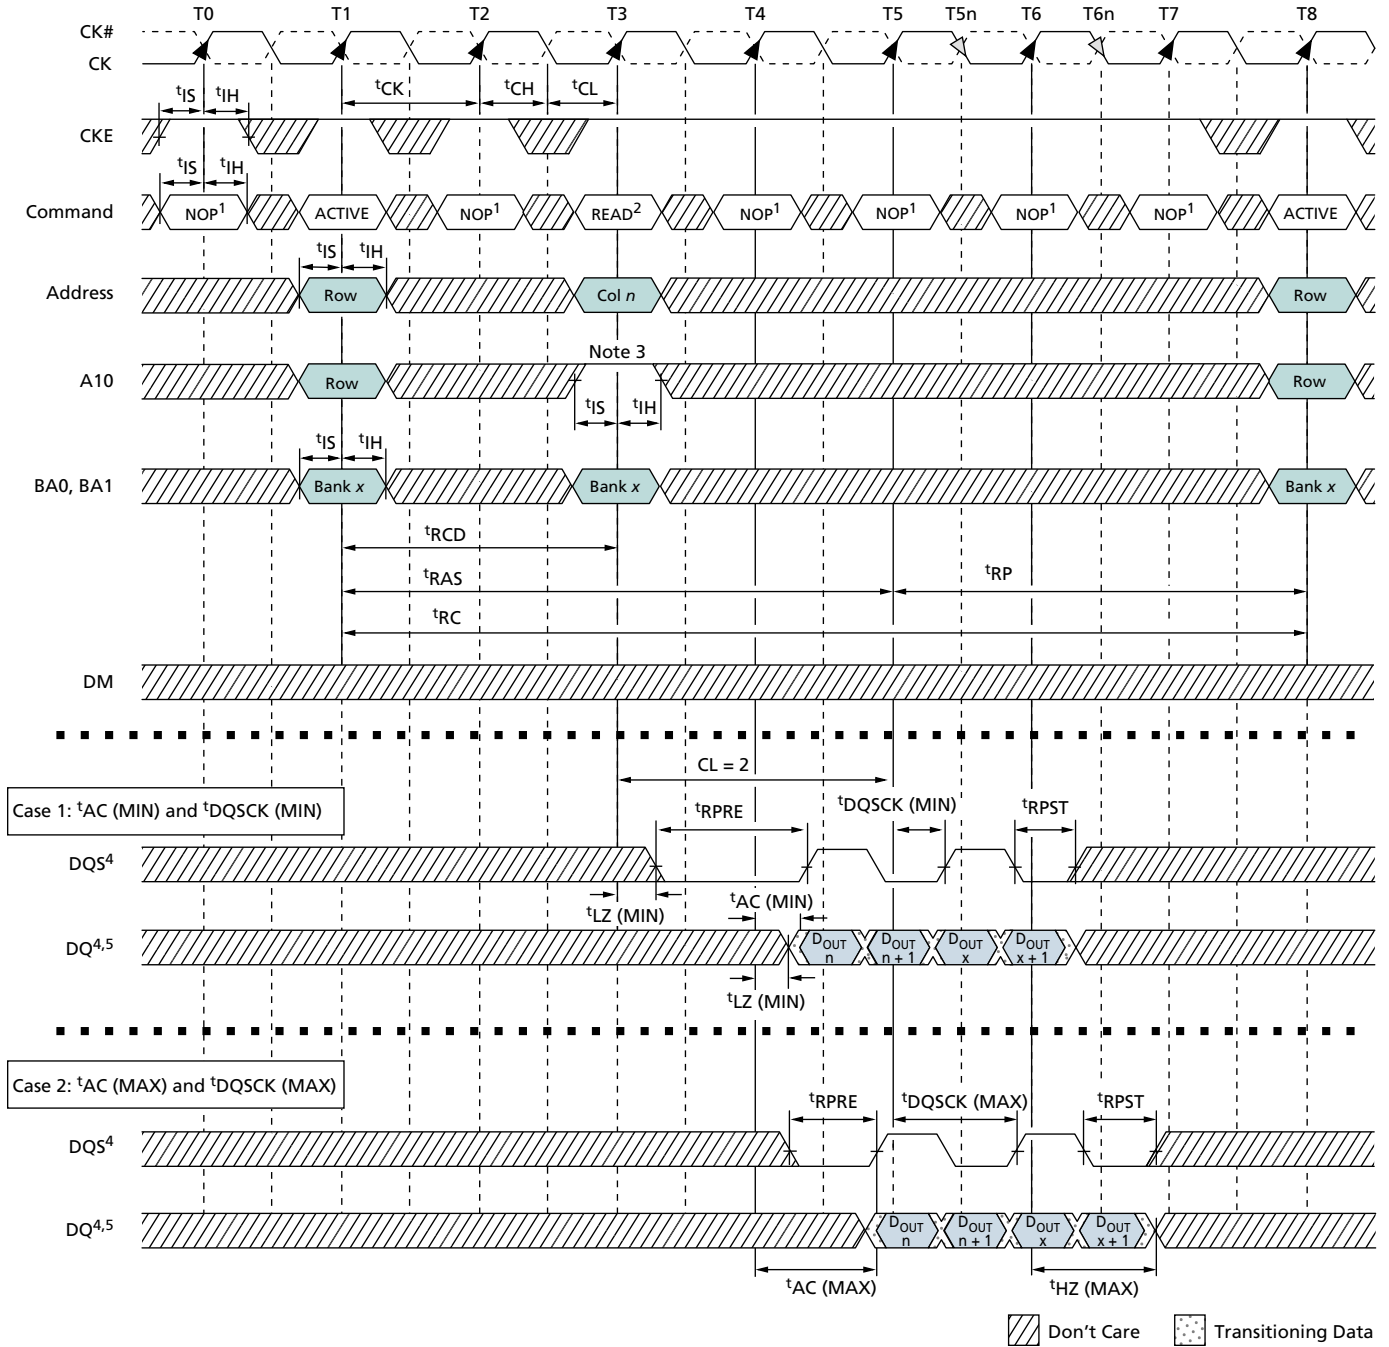 T0 T1 T2 T3 T4 T5 T5n T6 T6n T7 T8
CK#
CK
tCK tCH tCL
tIS tIH
CKE
tIS tIH
Command NOP1 ACTIVE NOP1 READ2 NOP1 NOP1 NOP1 NOP1 ACTIVE
tIS tIH
Address Row Col n Row
Note 3
A10 Row Row
tIS tIH
tIS tIH
BA0, BA1 Bank x Bank x Bank x
tRCD
tRAS tRP
tRC
DM
CL = 2
Case 1: tAC (MIN) and tDQSCK (MIN)
tRPRE tDQSCK (MIN) tRPST
DQS4
tLZ (MIN) tAC (MIN)
DQ4,5 DOUT n DOUT n + 1 DOUT x DOUT x + 1
tLZ (MIN)
Case 2: tAC (MAX) and tDQSCK (MAX)
tRPRE tDQSCK (MAX) tRPST
DQS4
DQ4,5 DOUT n DOUT n + 1 DOUT x DOUT x + 1
tAC (MAX) tHZ (MAX)
Don't Care Transitioning Data